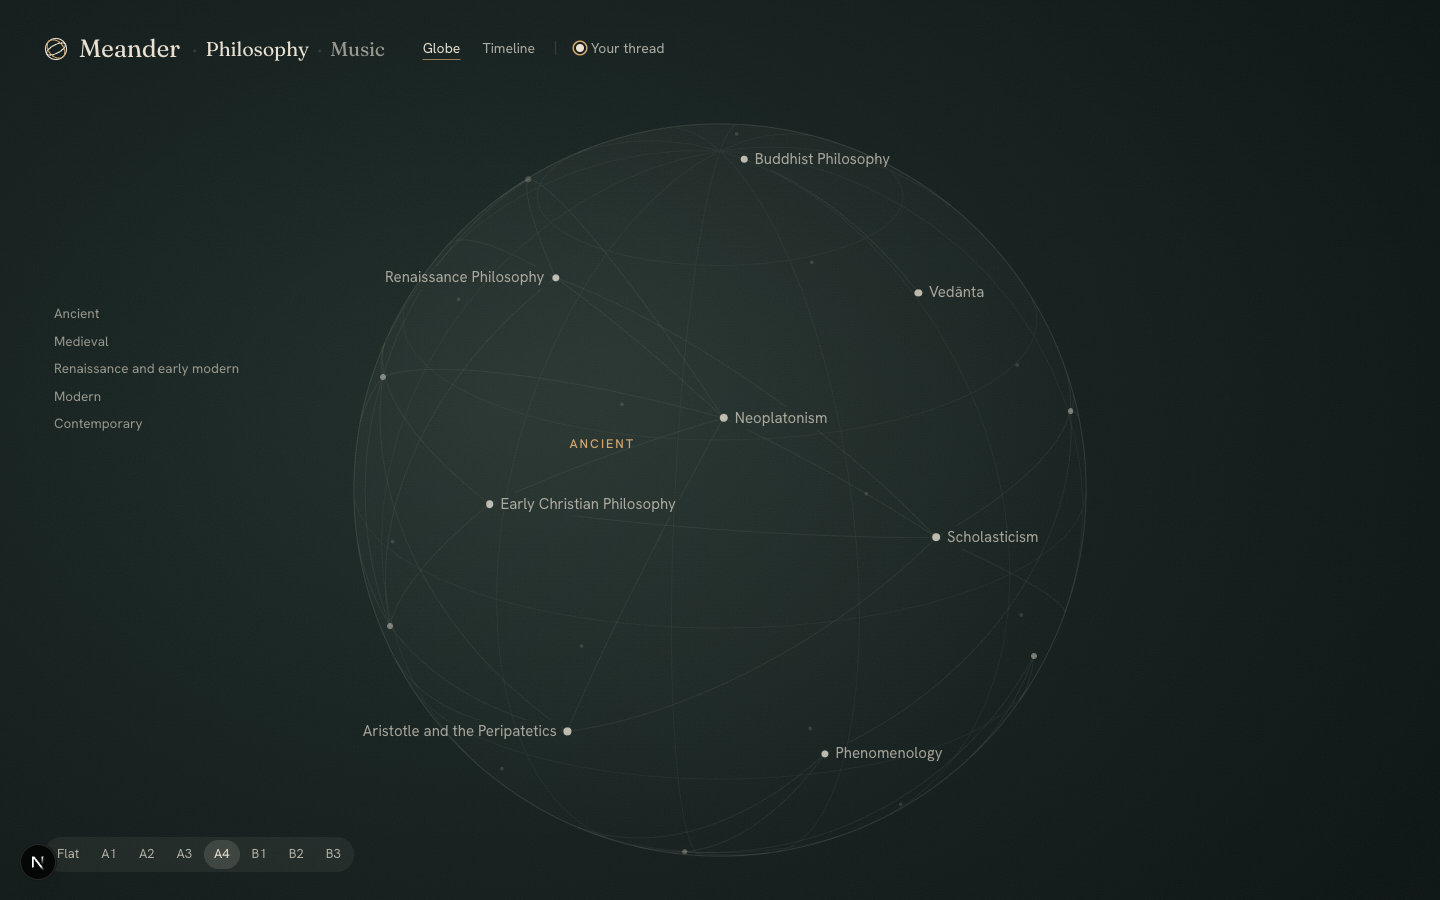 Meander · Philosophy · Music
Globe
Timeline
Your thread
Buddhist Philosophy
Renaissance Philosophy
Vedānta
Ancient
Medieval
Renaissance and early modern
Modern
Contemporary
Neoplatonism
ANCIENT
Early Christian Philosophy
Scholasticism
Aristotle and the Peripatetics
Phenomenology
N
Flat A1 A2 A3 A4 B1 B2 B3